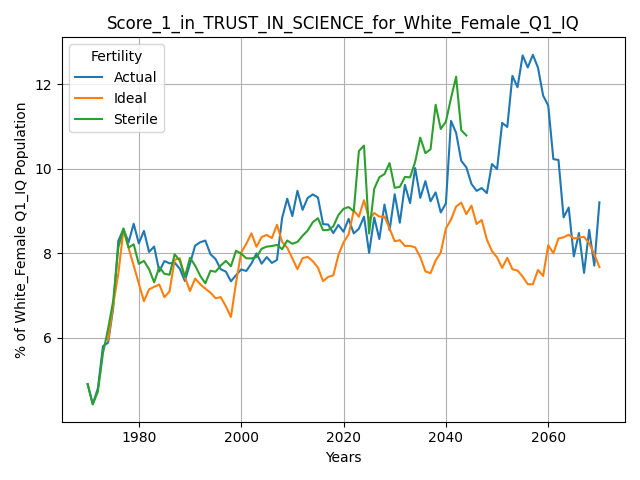 Score_1_in_TRUST_IN_SCIENCE_for_White_Female_Q1_IQ
Fertility
Actual
Ideal
Sterile
% of White_Female Q1_IQ Population
12
10
8
6
1980
2000
2020
2040
2060
Years